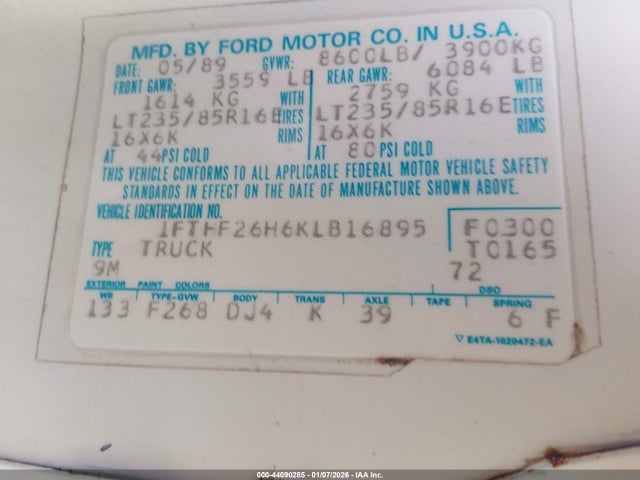 MFD. BY FORD MOTOR CO. IN U.S.A.
DATE: 05/89 GVWR: 8600LB/ 3900KG
FRONT GAWR: 3559 LB REAR GAWR: 6084 LB
1614 KG WITH 2759 KG WITH
LT235/85R16E TIRES LT235/85R16E TIRES
16X6K RIMS 16X6K RIMS
AT 44 PSI COLD AT 80 PSI COLD
THIS VEHICLE CONFORMS TO ALL APPLICABLE FEDERAL MOTOR VEHICLE SAFETY
STANDARDS IN EFFECT ON THE DATE OF MANUFACTURE SHOWN ABOVE.
VEHICLE IDENTIFICATION NO.
1FTHF26H6KLB16895 F0300
TYPE TRUCK T0165
9M 72
EXTERIOR PAINT COLORS DSO
WB TYPE-GVW BODY TRANS AXLE TAPE SPRING
133 F268 DJ4 K 39 6 F
▽ E4TA-1020472-EA
000-44090285 - 01/07/2026 - IAA Inc.